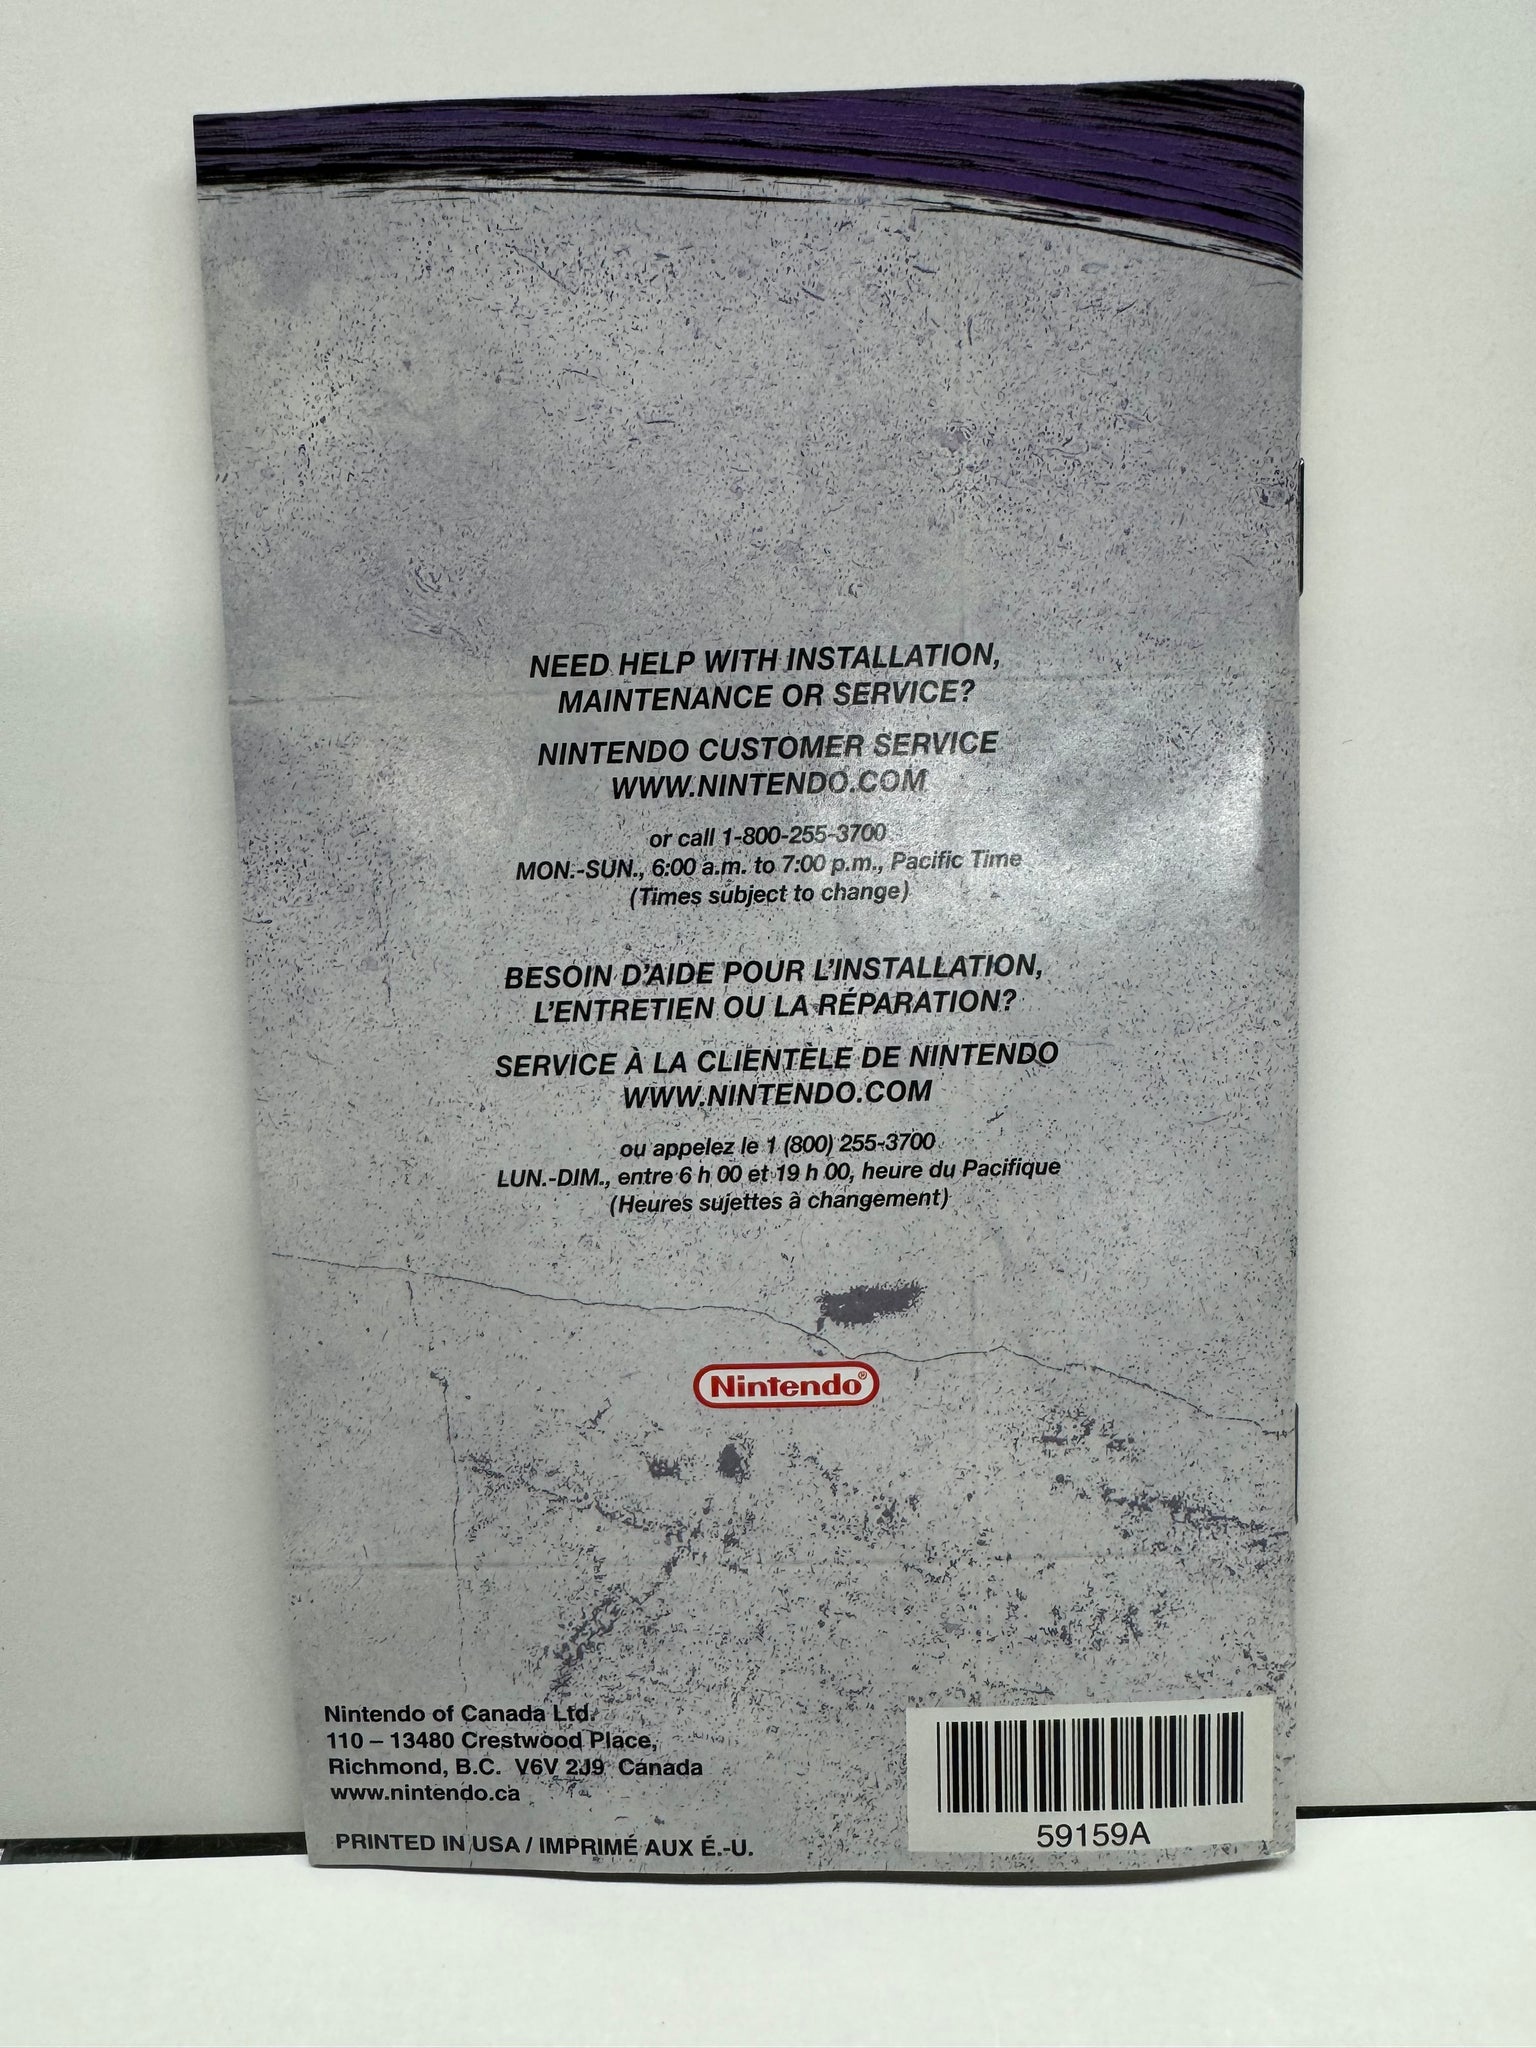 NEED HELP WITH INSTALLATION,
MAINTENANCE OR SERVICE?
NINTENDO CUSTOMER SERVICE
WWW.NINTENDO.COM
or call 1-800-255-3700
MON.-SUN., 6:00 a.m. to 7:00 p.m., Pacific Time
(Times subject to change)
BESOIN D'AIDE POUR L'INSTALLATION,
L'ENTRETIEN OU LA RÉPARATION?
SERVICE À LA CLIENTÈLE DE NINTENDO
WWW.NINTENDO.COM
ou appelez le 1 (800) 255-3700
LUN.-DIM., entre 6 h 00 et 19 h 00, heure du Pacifique
(Heures sujettes à changement)
Nintendo®
Nintendo of Canada Ltd.
110 – 13480 Crestwood Place,
Richmond, B.C. V6V 2J9 Canada
www.nintendo.ca
PRINTED IN USA / IMPRIMÉ AUX É.-U.
59159A